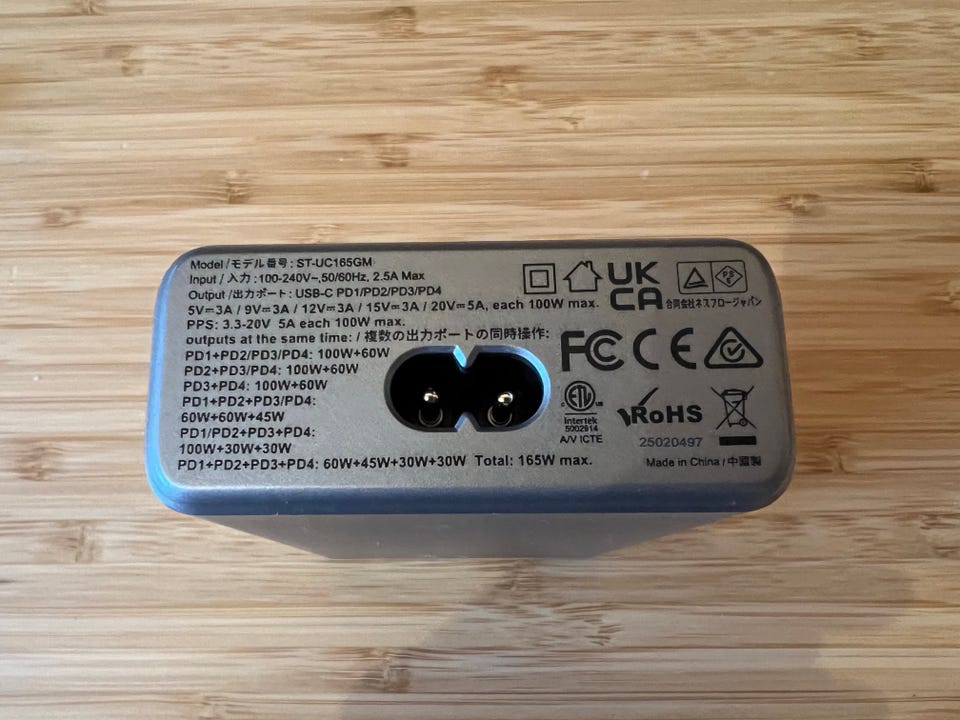 Model /モデル番号: ST-UC165GM
Input / 入力: 100-240V~,50/60Hz, 2.5A Max
Output /出力ポート: USB-C PD1/PD2/PD3/PD4
5V⎓3A / 9V⎓3A / 12V⎓3A / 15V⎓3A / 20V⎓5A, each 100W max.
PPS: 3.3-20V 5A each 100W max.
outputs at the same time: / 複数の出力ポートの同時操作:
PD1+PD2/PD3/PD4: 100W+60W
PD2+PD3/PD4: 100W+60W
PD3+PD4: 100W+60W
PD1+PD2+PD3/PD4:
60W+60W+45W
PD1/PD2+PD3+PD4:
100W+30W+30W
PD1+PD2+PD3+PD4: 60W+45W+30W+30W Total: 165W max.
UK
CA
PS
E
合同会社ネスフロージャパン
FC CE
ETL
C US
Intertek
5002914
A/V ICTE
RoHS
25020497
Made in China / 中國製